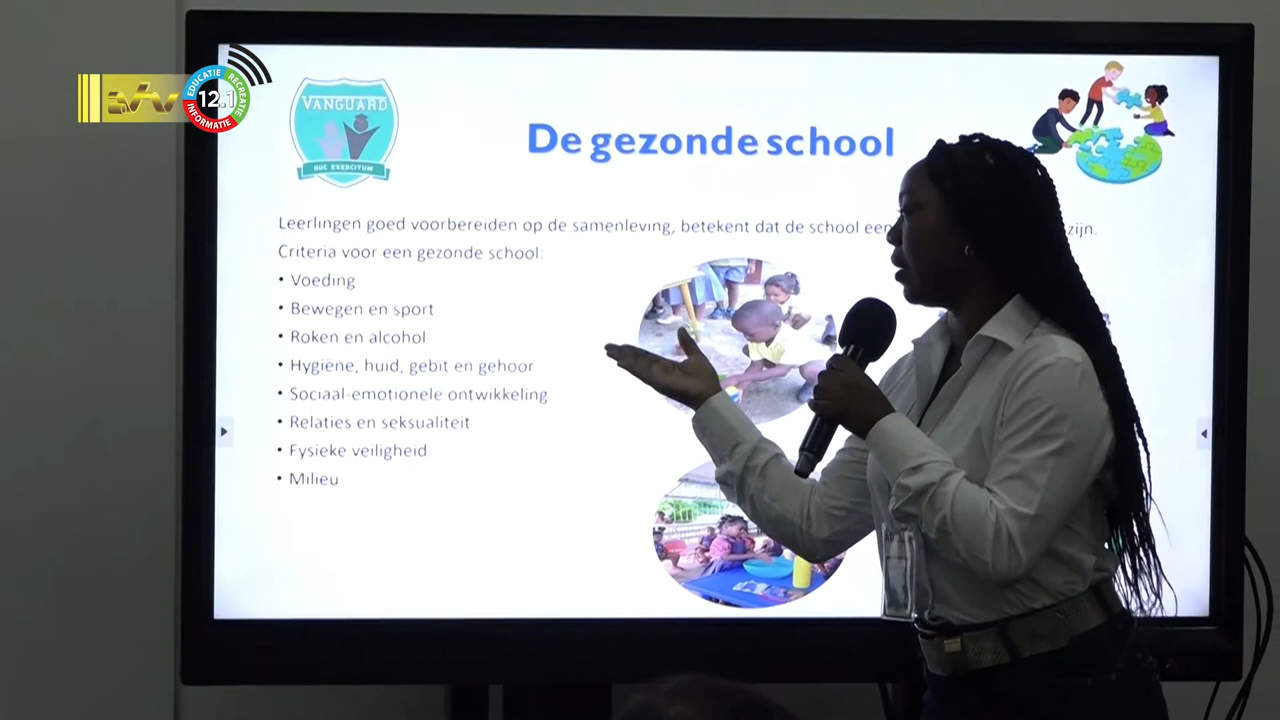 EDUCATIE
RECREATIE
INFORMATIE
12.1
VANGUARD
DUC EXERCITUM
De gezonde school
Leerlingen goed voorbereiden op de samenleving, betekent dat de school een zijn.
Criteria voor een gezonde school:
• Voeding
• Bewegen en sport
• Roken en alcohol
• Hygiëne, huid, gebit en gehoor
• Sociaal-emotionele ontwikkeling
• Relaties en seksualiteit
• Fysieke veiligheid
• Milieu